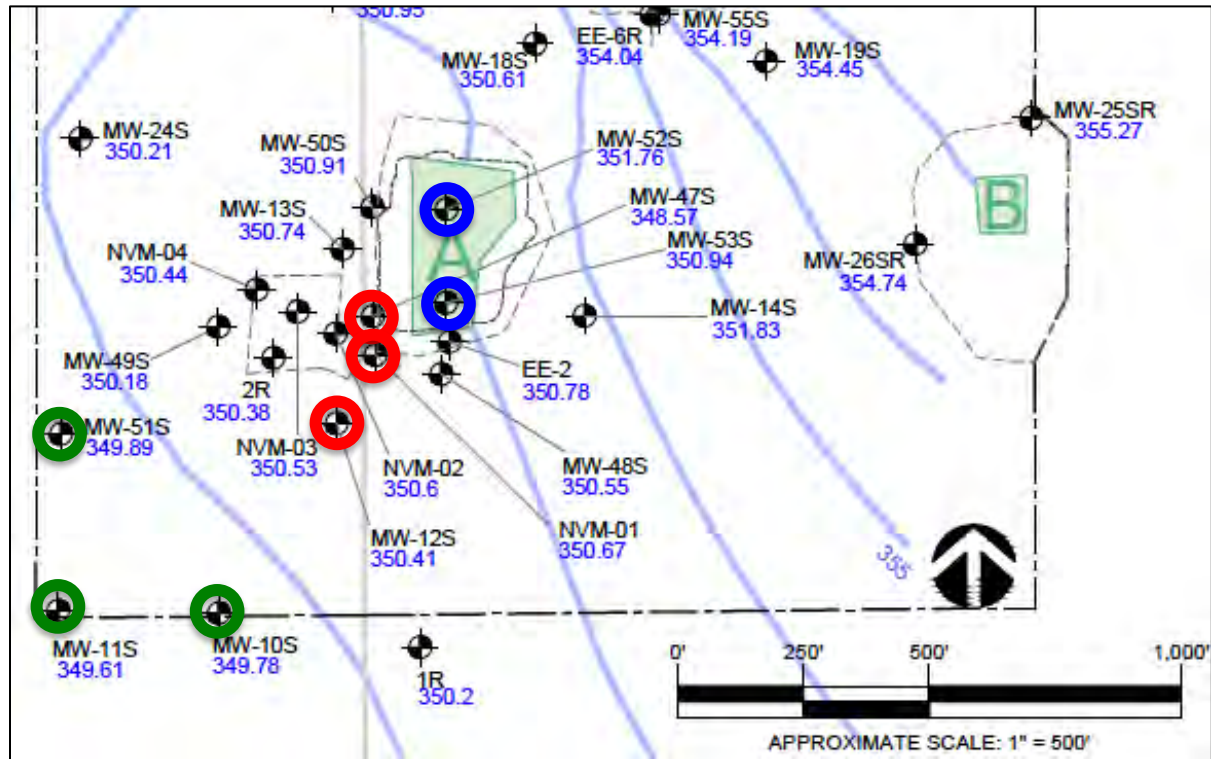 350.95
MW-55S
354.19
EE-6R
354.04
MW-18S
350.61
MW-19S
354.45
MW-25SR
355.27
MW-24S
350.21
MW-50S
350.91
MW-52S
351.76
MW-47S
348.57
MW-13S
350.74
MW-53S
350.94
A
B
NVM-04
350.44
MW-26SR
354.74
MW-14S
351.83
MW-49S
350.18
2R
350.38
EE-2
350.78
MW-51S
349.89
NVM-03
350.53
NVM-02
350.6
MW-48S
350.55
MW-12S
350.41
NVM-01
350.67
355
MW-11S
349.61
MW-10S
349.78
1R
350.2
0' 250' 500' 1,000'
APPROXIMATE SCALE: 1" = 500'